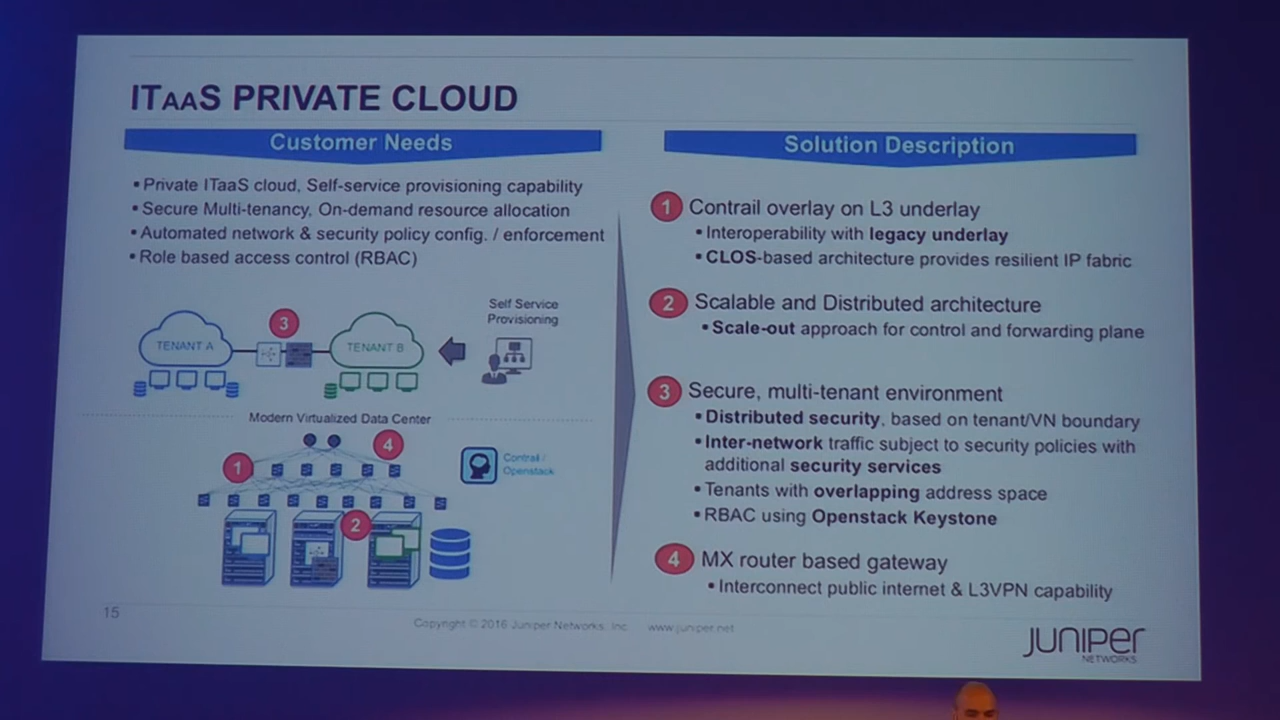 ITAAS PRIVATE CLOUD
Customer Needs
▪ Private ITaaS cloud, Self-service provisioning capability
▪ Secure Multi-tenancy, On-demand resource allocation
▪ Automated network & security policy config. / enforcement
▪ Role based access control (RBAC)
3
TENANT A
TENANT B
Self Service
Provisioning
Modern Virtualized Data Center
1
4
2
Contrail /
Openstack
Solution Description
1 Contrail overlay on L3 underlay
▪ Interoperability with legacy underlay
▪ CLOS-based architecture provides resilient IP fabric
2 Scalable and Distributed architecture
▪ Scale-out approach for control and forwarding plane
3 Secure, multi-tenant environment
▪ Distributed security, based on tenant/VN boundary
▪ Inter-network traffic subject to security policies with
additional security services
▪ Tenants with overlapping address space
▪ RBAC using Openstack Keystone
4 MX router based gateway
▪ Interconnect public internet & L3VPN capability
15
Copyright © 2016 Juniper Networks, Inc. www.juniper.net
JUNIPER
NETWORKS